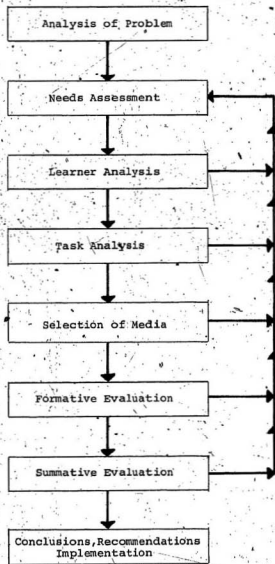 Analysis of Problem
Needs Assessment
Learner Analysis
Task Analysis
Selection of Media
Formative Evaluation
Summative Evaluation
Conclusions,Recommendations
Implementation